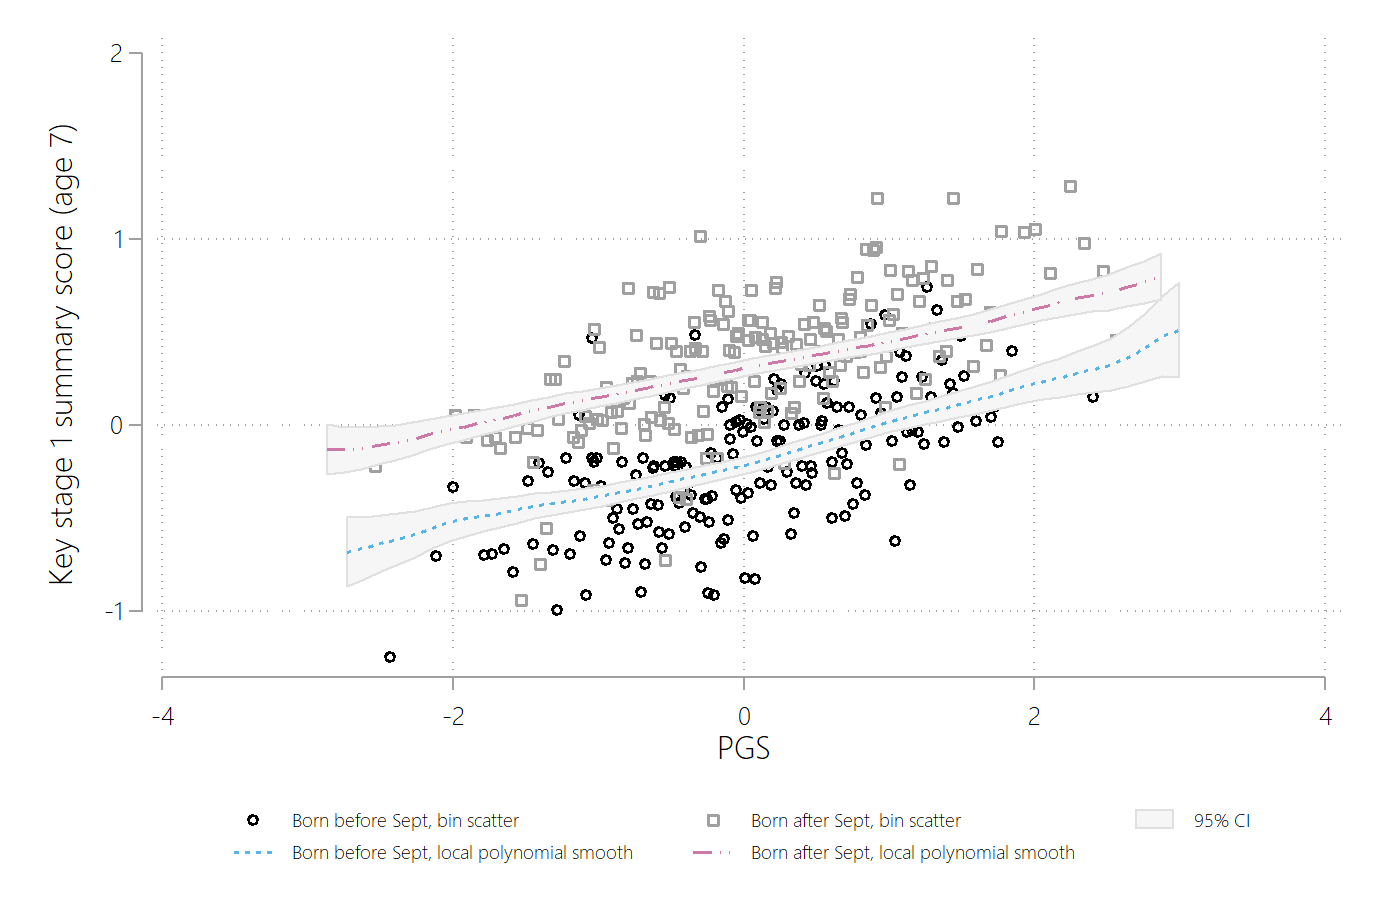 Key stage 1 summary score (age 7)
2
1
0
-1
-4
-2
0
2
4
PGS
Born before Sept, bin scatter
Born after Sept, bin scatter
95% CI
Born before Sept, local polynomial smooth
Born after Sept, local polynomial smooth